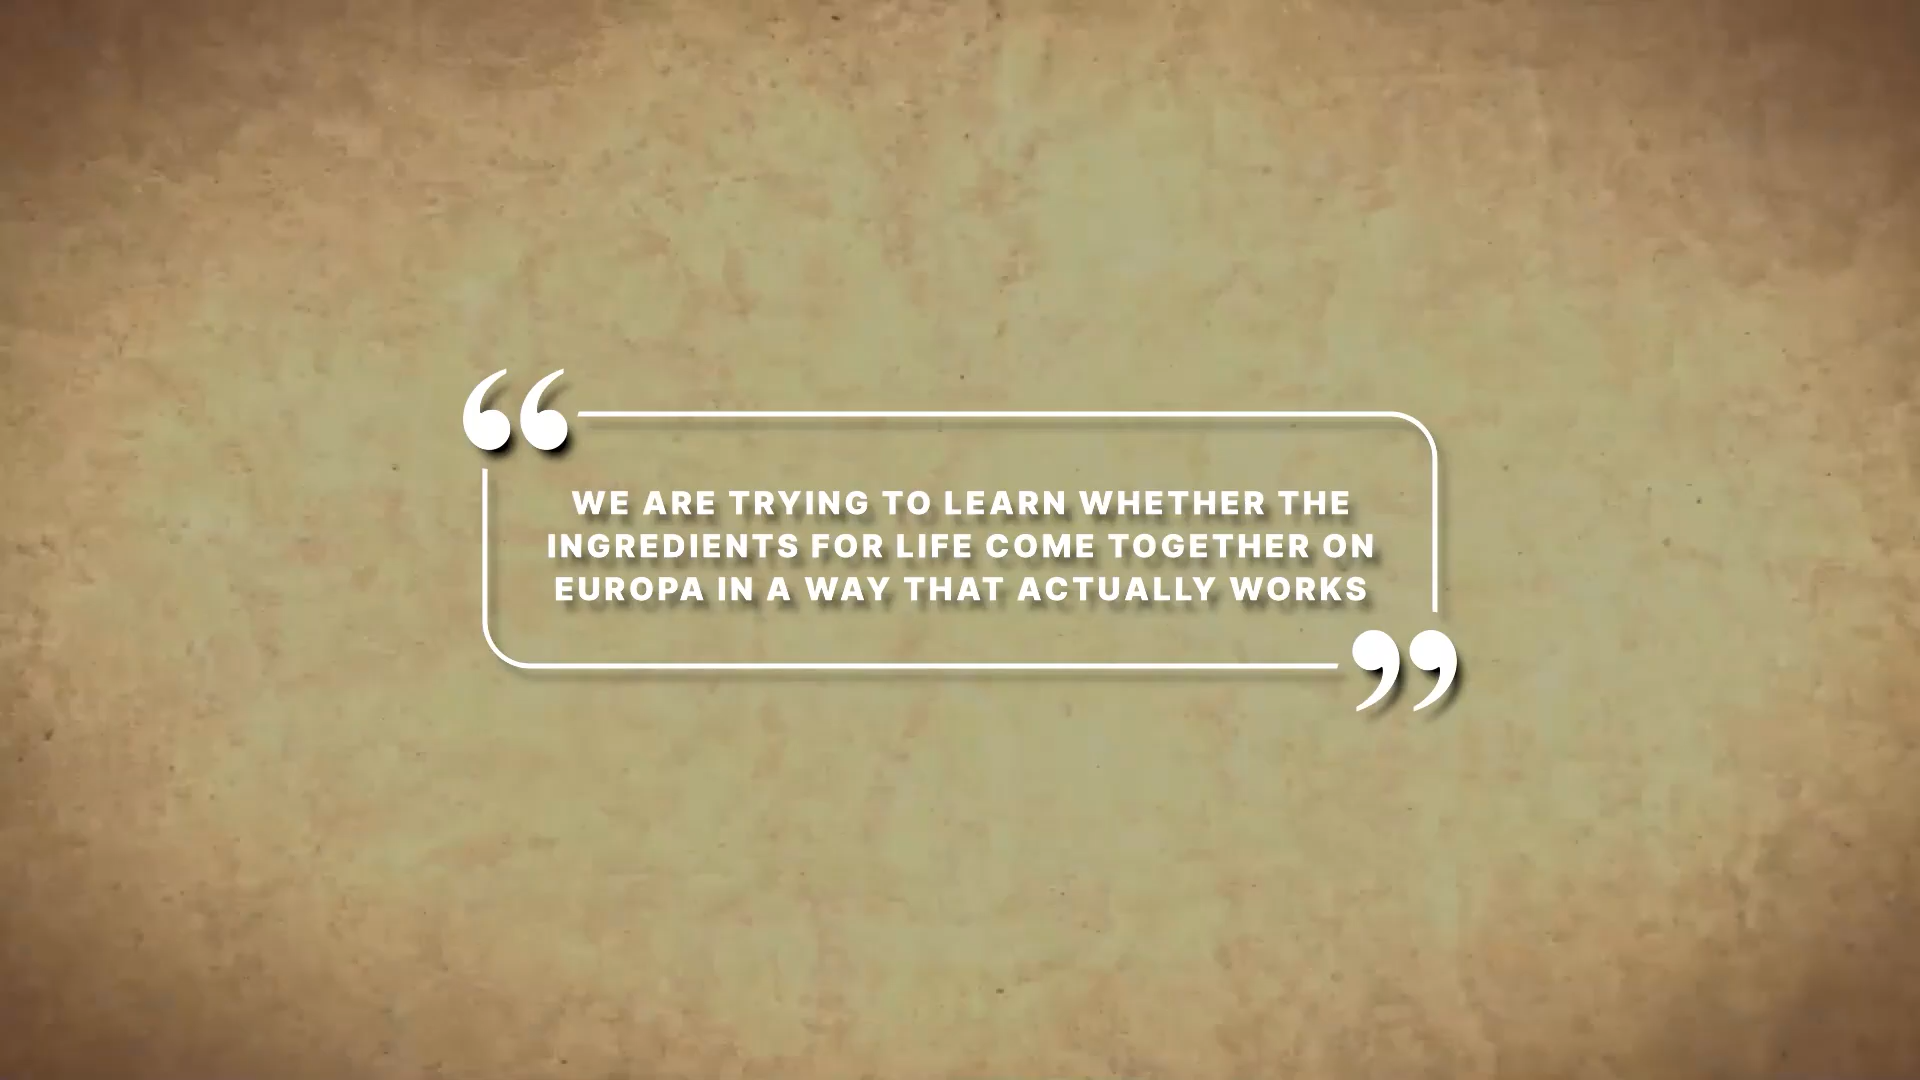 “
WE ARE TRYING TO LEARN WHETHER THE
INGREDIENTS FOR LIFE COME TOGETHER ON
EUROPA IN A WAY THAT ACTUALLY WORKS
”